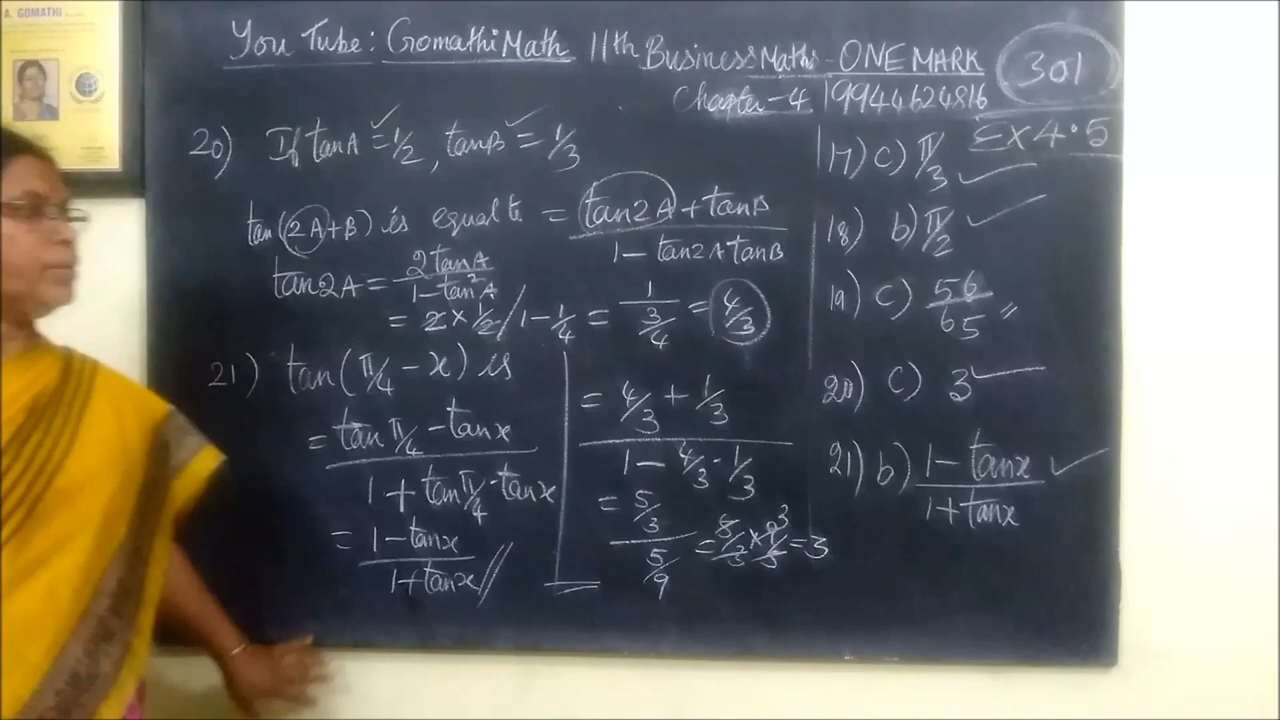 A. GOMATHI
You Tube: GomathiMath 11th Business Maths - ONE MARK
301
Chapter-4 19944624816
EX 4.5
20) If tanA = 1/2, tanB = 1/3
tan(2A+B) is equal to = tan2A + tanB / 1 - tan2A tanB
tan2A = 2tanA / 1 - tan²A
= 2 × 1/2 / 1 - 1/4 = 1 / 3/4 = 4/3
= 4/3 + 1/3 / 1 - 4/3 · 1/3
= 5/3 / 5/9 = 5/3 × 9/5 3 = 3
21) tan(π/4 - x) is
= tan π/4 - tanx / 1 + tan π/4 · tanx
= 1 - tanx / 1 + tanx //
17) c) π/3
18) b) π/2
19) c) 56/65 //
20) c) 3
21) b) 1 - tanx / 1 + tanx